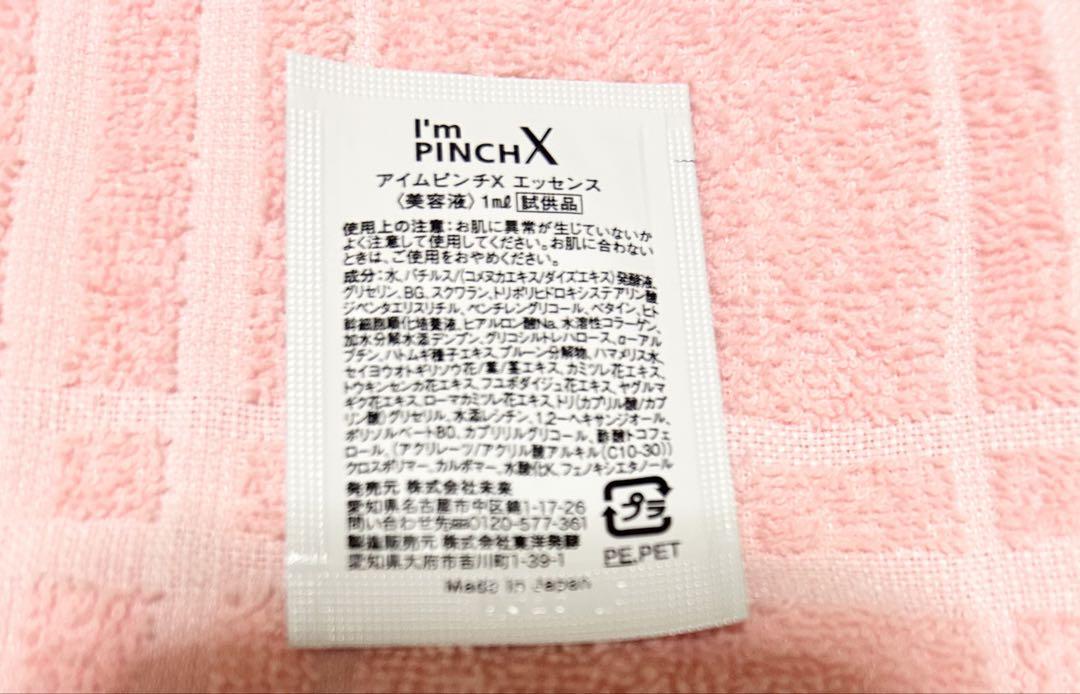 I'm
PINCH X
アイムピンチX エッセンス
〈美容液〉1mℓ 試供品
使用上の注意：お肌に異常が生じていないか
よく注意して使用してください。お肌に合わない
ときは、ご使用をおやめください。
成分：水、バチルス/(コメヌカエキス/ダイズエキス)発酵液、
グリセリン、BG、スクワラン、トリポリヒドロキシステアリン酸
ジペンタエリスリチル、ペンチレングリコール、ベタイン、ヒト
幹細胞順化培養液、ヒアルロン酸Na、水溶性コラーゲン、
加水分解水添デンプン、グリコシルトレハロース、α-アル
ブチン、ハトムギ種子エキス、プルーン分解物、ハマメリス水、
セイヨウオトギリソウ花/葉/茎エキス、カミツレ花エキス、
トウキンセンカ花エキス、フユボダイジュ花エキス、ヤグルマ
ギク花エキス、ローマカミツレ花エキス、トリ(カプリル酸/カプ
リン酸)グリセリル、水添レシチン、1,2-ヘキサンジオール、
ポリソルベート80、カプリリルグリコール、酢酸トコフェ
ロール、(アクリレーツ/アクリル酸アルキル(C10-30))
クロスポリマー、カルボマー、水酸化K、フェノキシエタノール
発売元 株式会社未来
愛知県名古屋市中区錦1-17-26
問い合わせ先 0120-577-361
製造販売元 株式会社東洋発酵
愛知県大府市吉川町1-39-1
プラ
PE,PET
Made in Japan